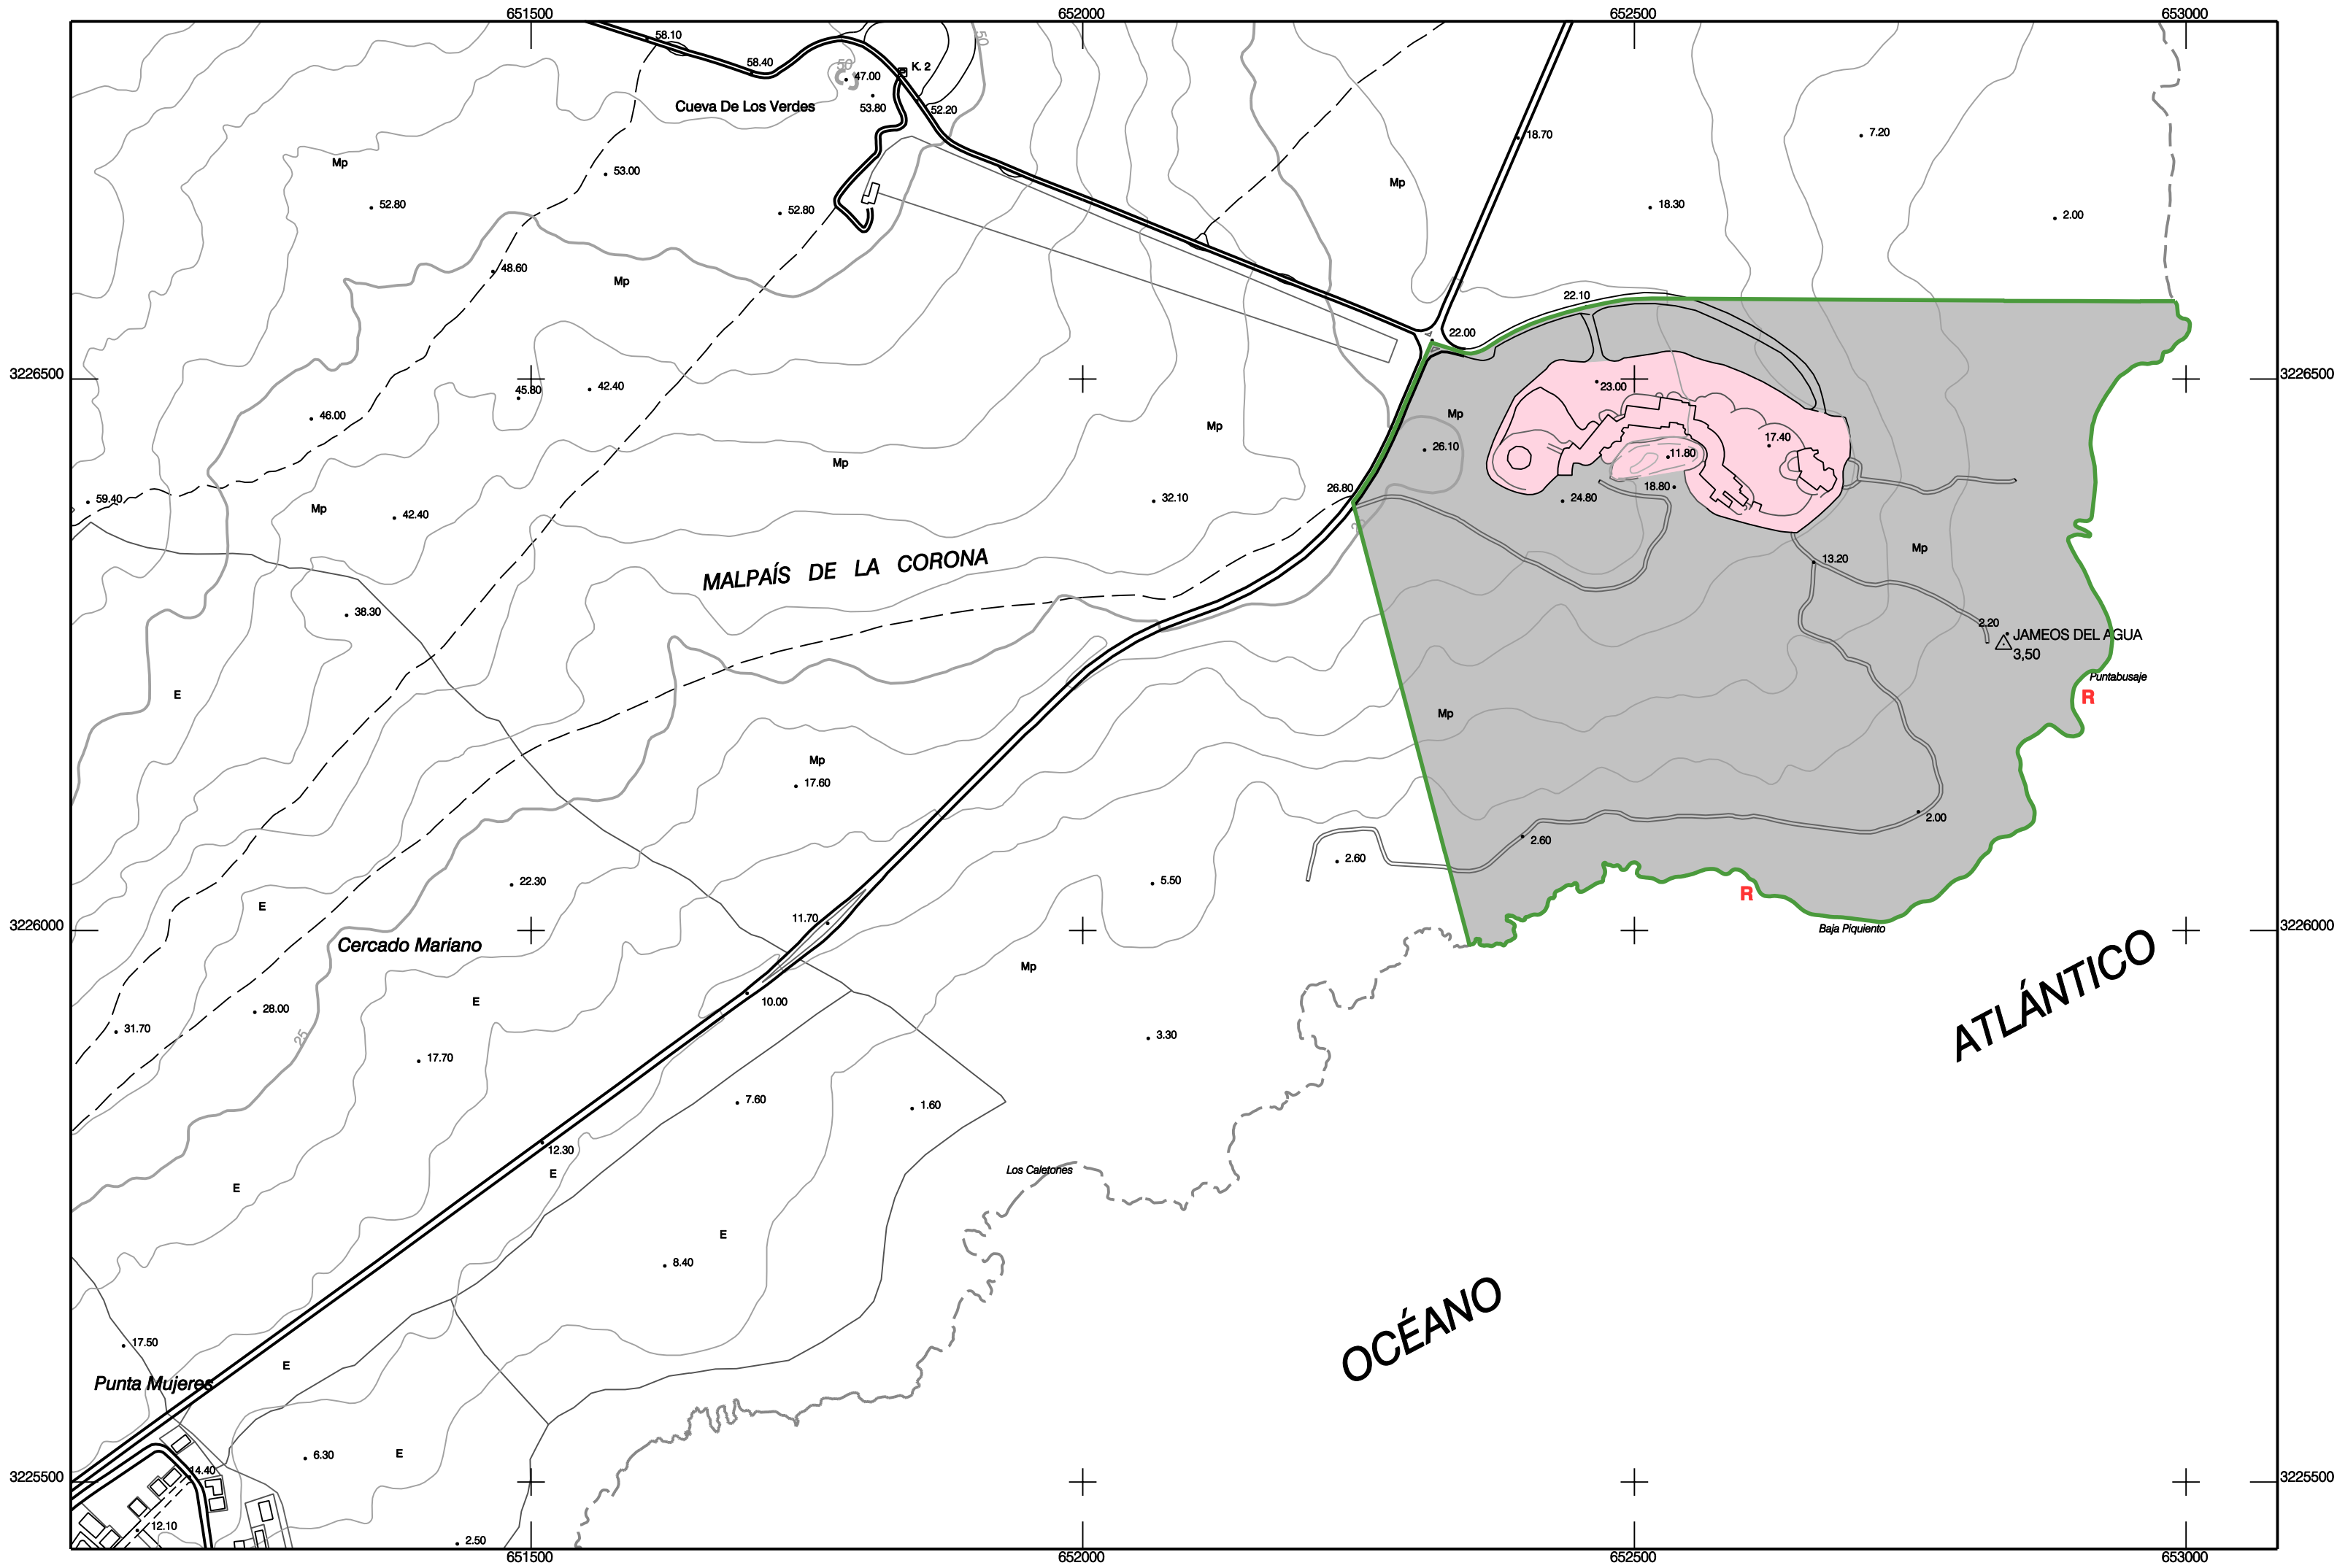 651500 652000 652500 653000
58.10
K. 2
58.40
50
50
47.00
Cueva De Los Verdes
53.80
52.20
18.70
7.20
Mp
53.00
Mp
52.80
52.80
18.30
2.00
48.60
Mp
22.10
22.00
3226500
3226500
45.80
42.40
23.00
46.00
Mp
Mp
17.40
26.10
11.80
Mp
59.40
26.80
32.10
24.80
18.80
Mp
42.40
25
MALPAÍS DE LA CORONA
Mp
13.20
38.30
2.20
JAMEOS DEL AGUA
3,50
Puntabusaje
E
R
Mp
Mp
17.60
2.00
2.60
2.60
22.30
5.50
E
R
11.70
3226000
3226000
Baja Piquiento
Cercado Mariano
ATLÁNTICO
Mp
E
10.00
28.00
31.70
25
3.30
17.70
7.60
1.60
12.30
Los Caletones
E
E
E
8.40
OCÉANO
17.50
E
Punta Mujeres
6.30
E
14.40
3225500
3225500
12.10
2.50
651500 652000 652500 653000